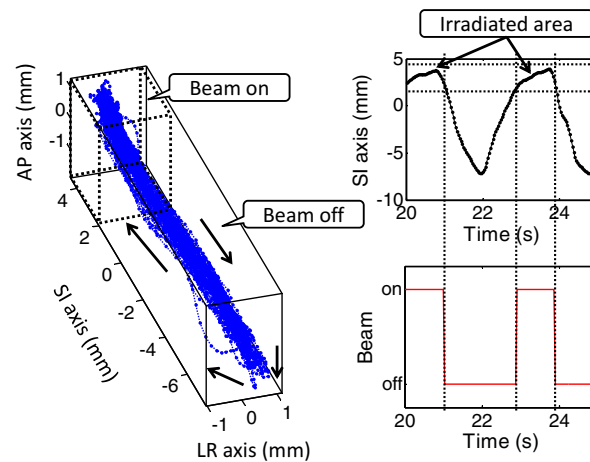 Irradiated area
Beam on
Beam off
AP axis (mm)
1
0
-1
SI axis (mm)
4
2
0
-2
-4
-6
LR axis (mm)
-1
0
1
SI axis (mm)
5
0
-5
-10
20
22
24
Time (s)
Beam
on
off
20
22
24
Time (s)